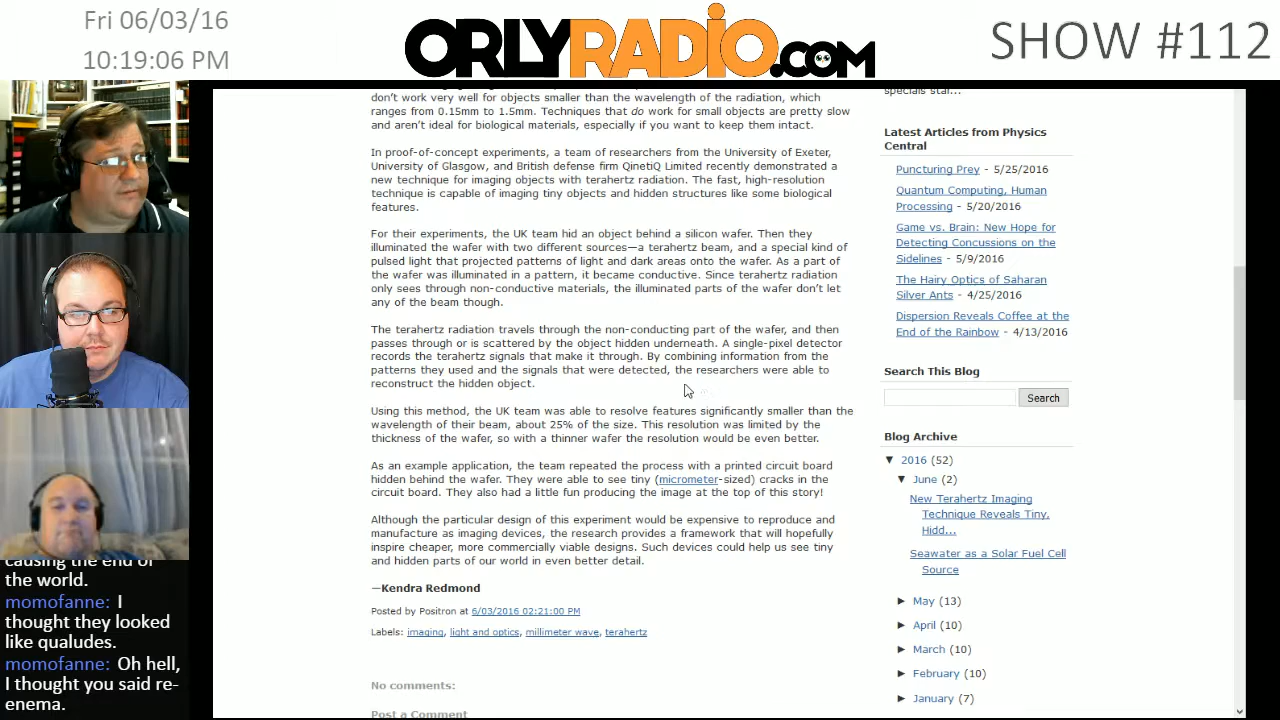 Fri 06/03/16
10:19:06 PM
ORLYRADIO.COM
SHOW #112
don't work very well for objects smaller than the wavelength of the radiation, which
ranges from 0.15mm to 1.5mm. Techniques that do work for small objects are pretty slow
and aren't ideal for biological materials, especially if you want to keep them intact.
In proof-of-concept experiments, a team of researchers from the University of Exeter,
University of Glasgow, and British defense firm QinetiQ Limited recently demonstrated a
new technique for imaging objects with terahertz radiation. The fast, high-resolution
technique is capable of imaging tiny objects and hidden structures like some biological
features.
For their experiments, the UK team hid an object behind a silicon wafer. Then they
illuminated the wafer with two different sources—a terahertz beam, and a special kind of
pulsed light that projected patterns of light and dark areas onto the wafer. As a part of
the wafer was illuminated in a pattern, it became conductive. Since terahertz radiation
only sees through non-conductive materials, the illuminated parts of the wafer don't let
any of the beam though.
The terahertz radiation travels through the non-conducting part of the wafer, and then
passes through or is scattered by the object hidden underneath. A single-pixel detector
records the terahertz signals that make it through. By combining information from the
patterns they used and the signals that were detected, the researchers were able to
reconstruct the hidden object.
Using this method, the UK team was able to resolve features significantly smaller than the
wavelength of their beam, about 25% of the size. This resolution was limited by the
thickness of the wafer, so with a thinner wafer the resolution would be even better.
As an example application, the team repeated the process with a printed circuit board
hidden behind the wafer. They were able to see tiny (micrometer-sized) cracks in the
circuit board. They also had a little fun producing the image at the top of this story!
Although the particular design of this experiment would be expensive to reproduce and
manufacture as imaging devices, the research provides a framework that will hopefully
inspire cheaper, more commercially viable designs. Such devices could help us see tiny
and hidden parts of our world in even better detail.
—Kendra Redmond
Posted by Positron at 6/03/2016 02:21:00 PM
Labels: imaging, light and optics, millimeter wave, terahertz
No comments:
Post a Comment
specials star...
Latest Articles from Physics
Central
Puncturing Prey - 5/25/2016
Quantum Computing, Human
Processing - 5/20/2016
Game vs. Brain: New Hope for
Detecting Concussions on the
Sidelines - 5/9/2016
The Hairy Optics of Saharan
Silver Ants - 4/25/2016
Dispersion Reveals Coffee at the
End of the Rainbow - 4/13/2016
Search This Blog
Search
Blog Archive
▼ 2016 (52)
▼ June (2)
New Terahertz Imaging
Technique Reveals Tiny,
Hidd...
Seawater as a Solar Fuel Cell
Source
► May (13)
► April (10)
► March (10)
► February (10)
► January (7)
causing the end of
the world.
momofanne: I
thought they looked
like qualudes.
momofanne: Oh hell,
I thought you said re-
enema.